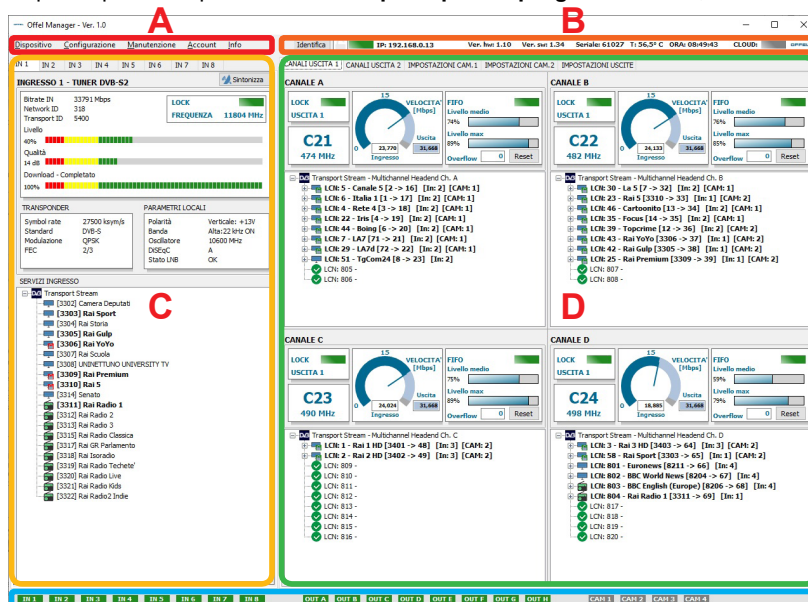 Offel Manager - Ver. 1.0
A
B
Dispositivo Configurazione Manutenzione Account Info
Identifica IP: 192.168.0.13 Ver. hw: 1.10 Ver. sw: 1.34 Seriale: 61027 T: 56,5° C ORA: 08:49:43 CLOUD: OFFEL
IN 1 IN 2 IN 3 IN 4 IN 5 IN 6 IN 7 IN 8
INGRESSO 1 - TUNER DVB-S2 Sintonizza
Bitrate IN 33791 Mbps
Network ID 318
Transport ID 5400
LOCK
FREQUENZA 11804 MHz
Livello
40%
Qualità
14 dB
Download - Completato
100%
TRANSPONDER
Symbol rate 27500 ksym/s
Standard DVB-S
Modulazione QPSK
FEC 2/3
PARAMETRI LOCALI
Polarità Verticale: +13V
Banda Alta:22 kHz ON
Oscillatore 10600 MHz
DiSEqC A
Stato LNB OK
SERVIZI INGRESSO
Transport Stream
[3302] Camera Deputati
[3303] Rai Sport
[3304] Rai Storia
[3305] Rai Gulp
[3306] Rai YoYo
[3307] Rai Scuola
[3308] UNINETTUNO UNIVERSITY TV
[3309] Rai Premium
[3310] Rai 5
[3314] Senato
[3311] Rai Radio 1
[3312] Rai Radio 2
[3313] Rai Radio 3
[3315] Rai Radio Classica
[3317] Rai GR Parlamento
[3318] Rai Isoradio
[3319] Rai Radio Techete'
[3320] Rai Radio Live
[3321] Rai Radio Kids
[3322] Rai Radio2 Indie
C
CANALI USCITA 1 CANALI USCITA 2 IMPOSTAZIONI CAM.1 IMPOSTAZIONI CAM.2 IMPOSTAZIONI USCITE
CANALE A
LOCK
USCITA 1
C21
474 MHz
15
VELOCITA'
[Mbps]
Uscita
0 33,770 31,668
Ingresso
FIFO
Livello medio
74%
Livello max
89%
Overflow 0 Reset
Transport Stream - Multichannel Headend Ch. A
LCN: 5 - Canale 5 [2 -> 16] [In: 2] [CAM: 1]
LCN: 6 - Italia 1 [1 -> 17] [In: 2] [CAM: 1]
LCN: 4 - Rete 4 [3 -> 18] [In: 2] [CAM: 1]
LCN: 22 - Iris [4 -> 19] [In: 2] [CAM: 1]
LCN: 44 - Boing [6 -> 20] [In: 2] [CAM: 1]
LCN: 7 - LA7 [71 -> 21] [In: 2] [CAM: 1]
LCN: 29 - LA7d [72 -> 22] [In: 2] [CAM: 1]
LCN: 51 - TgCom24 [8 -> 23] [In: 2]
LCN: 805 -
LCN: 806 -
CANALE B
LOCK
USCITA 1
C22
482 MHz
15
VELOCITA'
[Mbps]
Uscita
0 24,133 31,668
Ingresso
FIFO
Livello medio
76%
Livello max
85%
Overflow 0 Reset
Transport Stream - Multichannel Headend Ch. B
LCN: 30 - La 5 [7 -> 32] [In: 2] [CAM: 1]
LCN: 23 - Rai 5 [3310 -> 33] [In: 1] [CAM: 2]
LCN: 46 - Cartoonito [13 -> 34] [In: 2] [CAM: 1]
LCN: 35 - Focus [14 -> 35] [In: 2] [CAM: 1]
LCN: 39 - Topcrime [12 -> 36] [In: 2] [CAM: 2]
LCN: 43 - Rai YoYo [3306 -> 37] [In: 1] [CAM: 2]
LCN: 42 - Rai Gulp [3305 -> 38] [In: 1] [CAM: 2]
LCN: 25 - Rai Premium [3309 -> 39] [In: 1] [CAM: 2]
LCN: 807 -
LCN: 808 -
D
CANALE C
LOCK
USCITA 1
C23
490 MHz
15
VELOCITA'
[Mbps]
Uscita
0 24,024 31,668
Ingresso
FIFO
Livello medio
75%
Livello max
89%
Overflow 0 Reset
Transport Stream - Multichannel Headend Ch. C
LCN: 1 - Rai 1 HD [3401 -> 48] [In: 3] [CAM: 2]
LCN: 2 - Rai 2 HD [3402 -> 49] [In: 3] [CAM: 2]
LCN: 809 -
LCN: 810 -
LCN: 811 -
LCN: 812 -
LCN: 813 -
LCN: 814 -
LCN: 815 -
LCN: 816 -
CANALE D
LOCK
USCITA 1
C24
498 MHz
15
VELOCITA'
[Mbps]
Uscita
0 18,885 31,668
Ingresso
FIFO
Livello medio
59%
Livello max
79%
Overflow 0 Reset
Transport Stream - Multichannel Headend Ch. D
LCN: 3 - Rai 3 HD [3403 -> 64] [In: 3] [CAM: 2]
LCN: 58 - Rai Sport [3303 -> 65] [In: 1] [CAM: 2]
LCN: 801 - Euronews [8211 -> 66] [In: 4]
LCN: 802 - BBC World News [8204 -> 67] [In: 4]
LCN: 803 - BBC English (Europe) [8206 -> 68] [In: 4]
LCN: 804 - Rai Radio 1 [3311 -> 69] [In: 1]
LCN: 817 -
LCN: 818 -
LCN: 819 -
LCN: 820 -
IN 1 IN 2 IN 3 IN 4 IN 5 IN 6 IN 7 IN 8 OUT A OUT B OUT C OUT D OUT E OUT F OUT G OUT H CAM 1 CAM 2 CAM 3 CAM 4